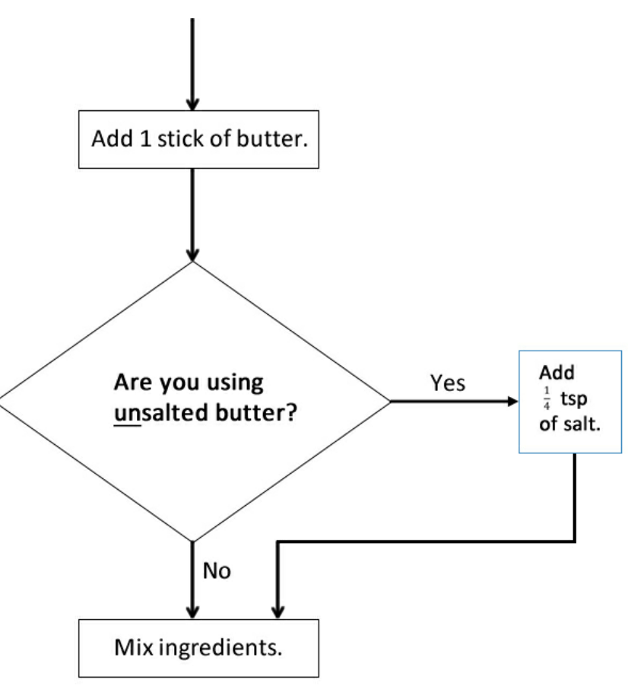 Add 1 stick of butter.
Are you using
unsalted butter?
Yes
Add
1/4 tsp
of salt.
No
Mix ingredients.